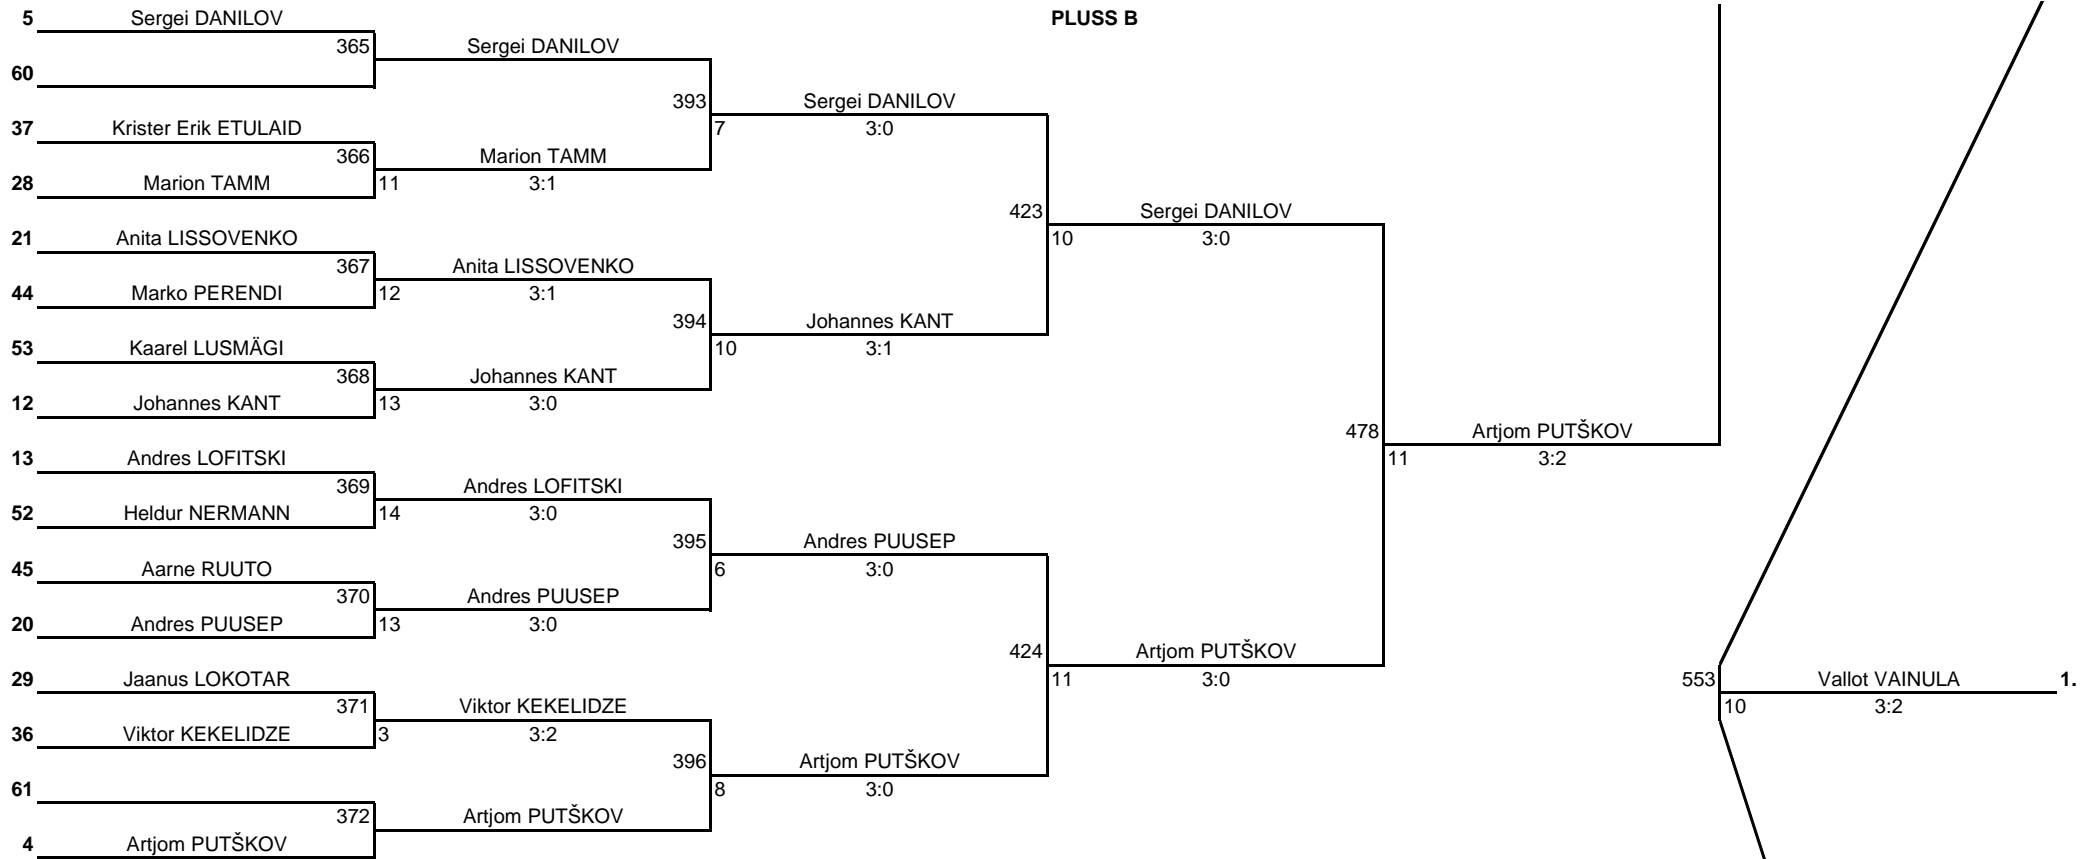 5 Sergei DANILOV PLUSS B
365 Sergei DANILOV
60
393 Sergei DANILOV
37 Krister Erik ETULAID 7 3:0
366 Marion TAMM
28 Marion TAMM 11 3:1
423 Sergei DANILOV
21 Anita LISSOVENKO 10 3:0
367 Anita LISSOVENKO
44 Marko PERENDI 12 3:1
394 Johannes KANT
53 Kaarel LUSMÄGI 10 3:1
368 Johannes KANT
12 Johannes KANT 13 3:0
478 Artjom PUTŠKOV
13 Andres LOFITSKI 11 3:2
369 Andres LOFITSKI
52 Heldur NERMANN 14 3:0
395 Andres PUUSEP
45 Aarne RUUTO 6 3:0
370 Andres PUUSEP
20 Andres PUUSEP 13 3:0
424 Artjom PUTŠKOV
29 Jaanus LOKOTAR 11 3:0 553 Vallot VAINULA 1.
371 Viktor KEKELIDZE 10 3:2
36 Viktor KEKELIDZE 3 3:2
396 Artjom PUTŠKOV
61 8 3:0
372 Artjom PUTŠKOV
4 Artjom PUTŠKOV